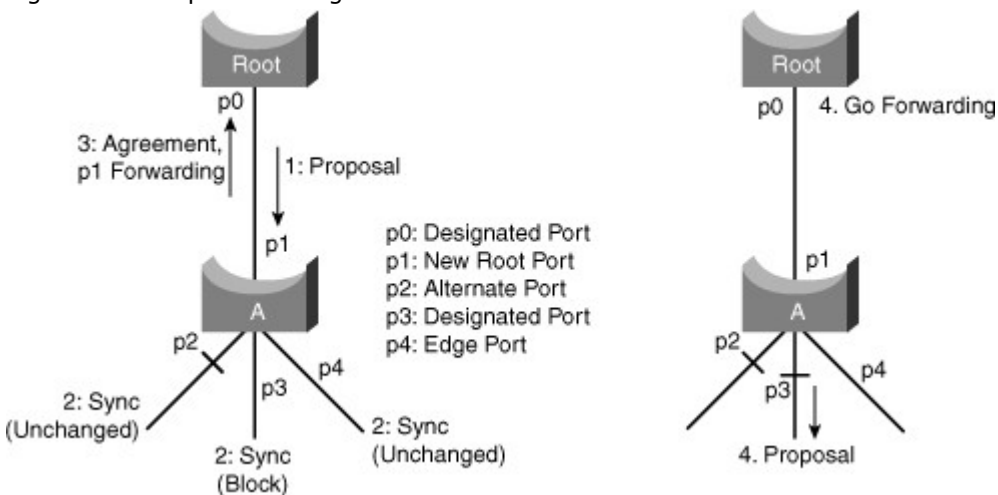 Root
p0
3: Agreement,
p1 Forwarding
1: Proposal
p1
A
p2
p3
p4
2: Sync
(Unchanged)
2: Sync
(Block)
2: Sync
(Unchanged)
p0: Designated Port
p1: New Root Port
p2: Alternate Port
p3: Designated Port
p4: Edge Port
Root
p0
4. Go Forwarding
p1
A
p2
p3
p4
4. Proposal